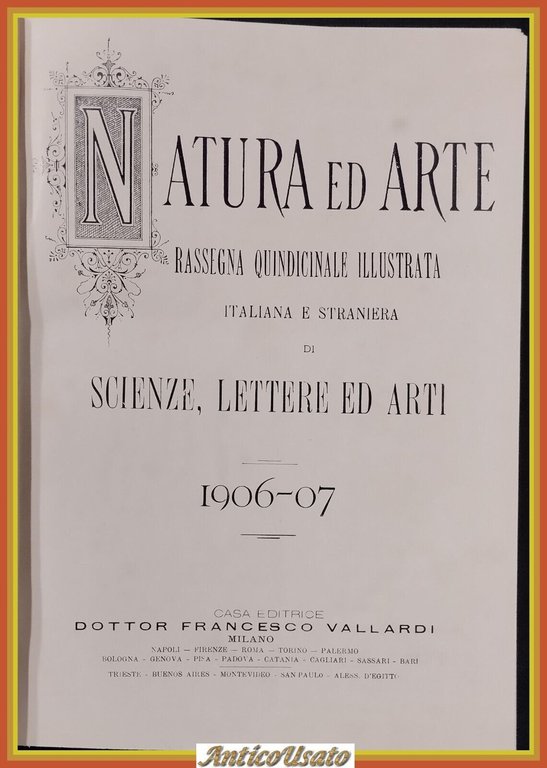 NATURA ED ARTE
RASSEGNA QUINDICINALE ILLUSTRATA
ITALIANA E STRANIERA
DI
SCIENZE, LETTERE ED ARTI
1906-07
CASA EDITRICE
DOTTOR FRANCESCO VALLARDI
MILANO
NAPOLI — FIRENZE — ROMA — TORINO — PALERMO
BOLOGNA - GENOVA - PISA - PADOVA - CATANIA - CAGLIARI - SASSARI - BARI
TRIESTE - BUENOS AIRES - MONTEVIDEO - SAN PAULO - ALESS. D'EGITTO
AnticoUsato